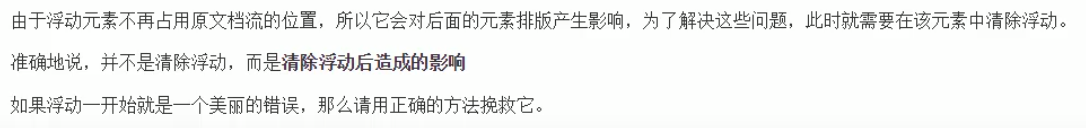 由于浮动元素不再占用原文档流的位置，所以它会对后面的元素排版产生影响，为了解决这些问题，此时就需要在该元素中清除浮动。
准确地说，并不是清除浮动，而是清除浮动后造成的影响
如果浮动一开始就是一个美丽的错误，那么请用正确的方法挽救它。